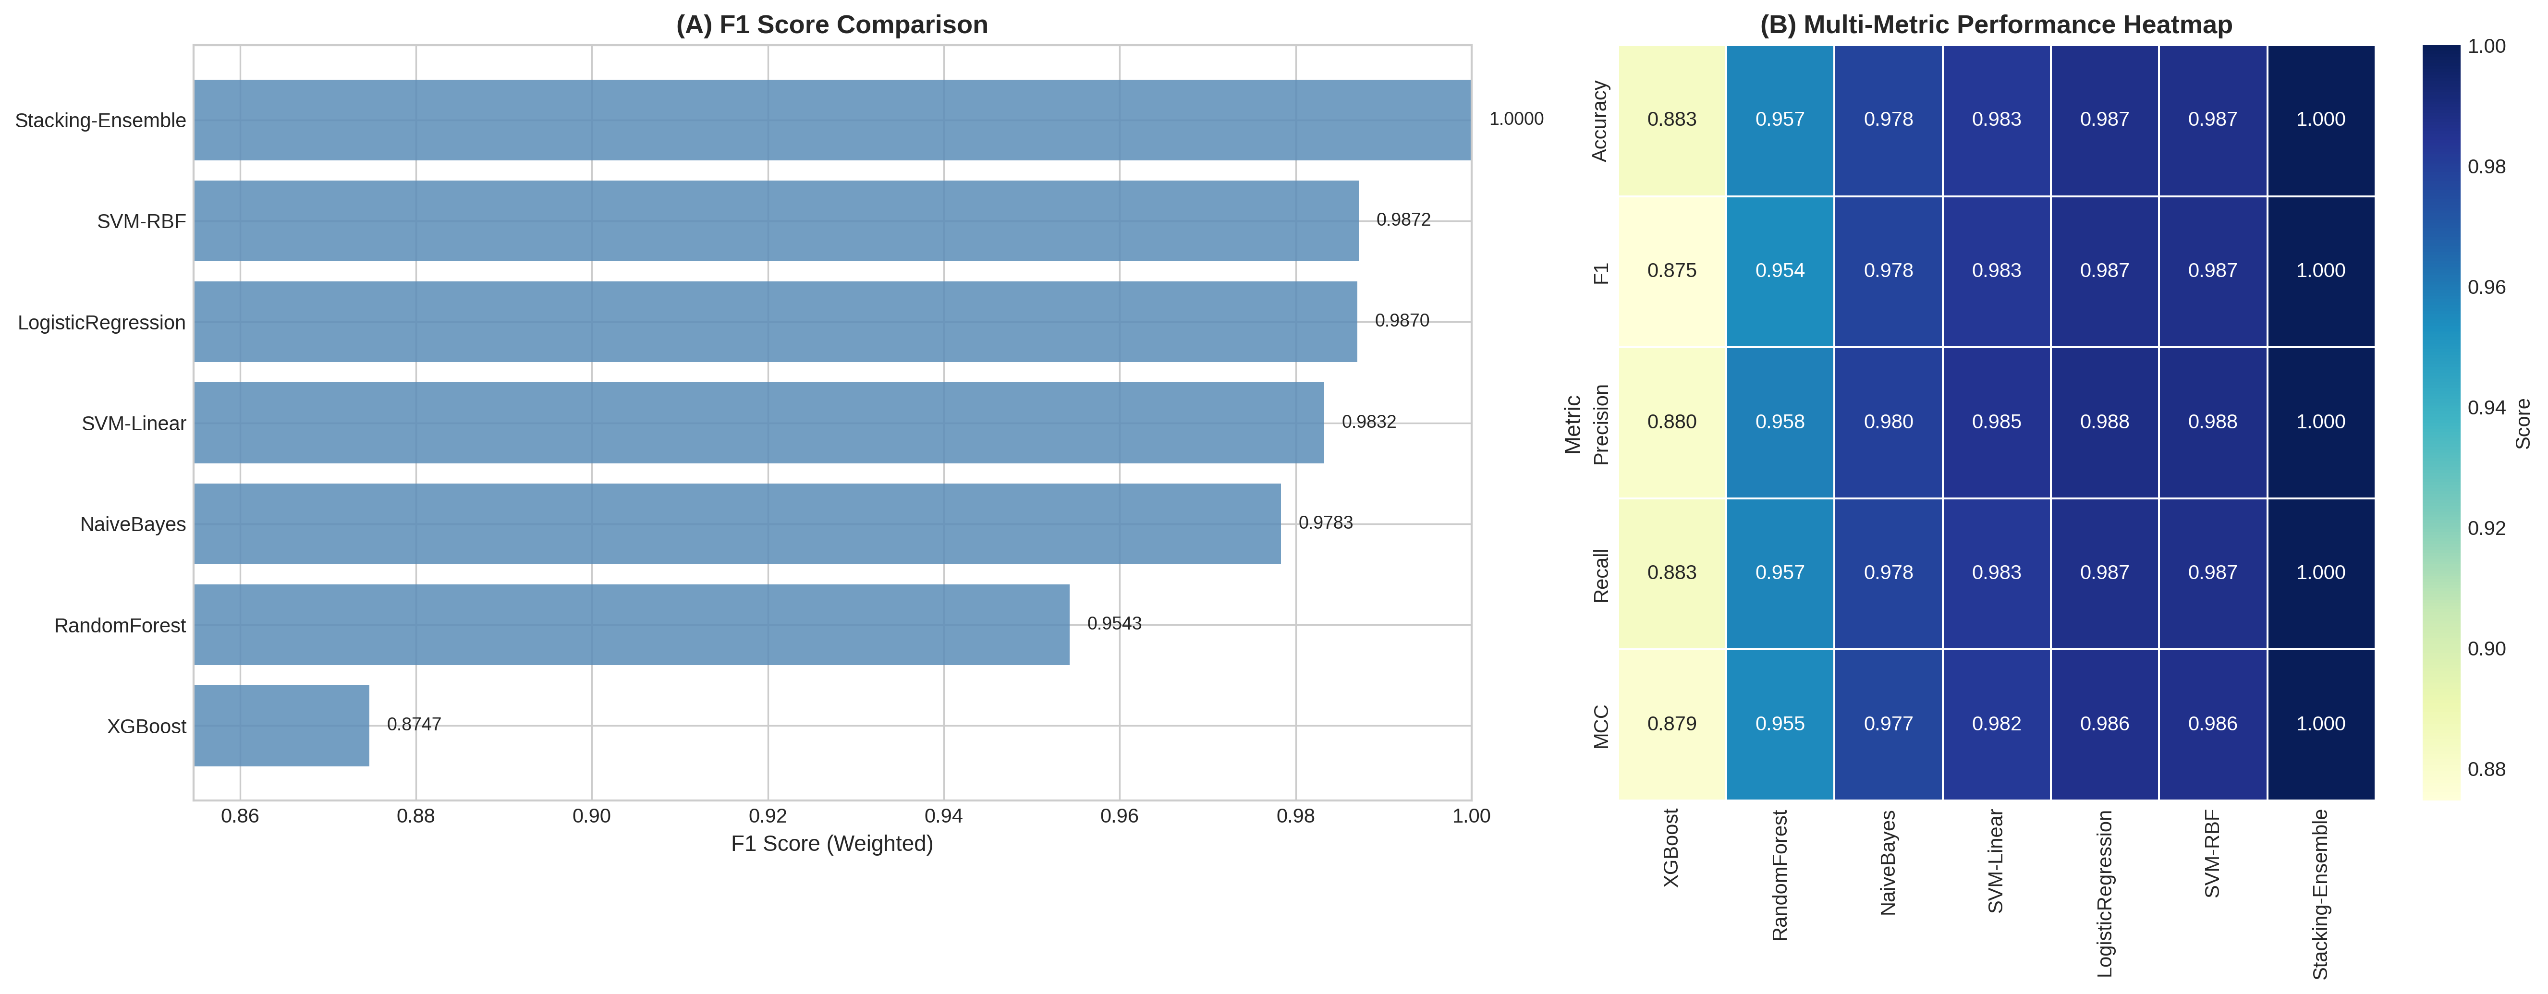 (A) F1 Score Comparison
Stacking-Ensemble
1.0000
SVM-RBF
0.9872
LogisticRegression
0.9870
SVM-Linear
0.9832
NaiveBayes
0.9783
RandomForest
0.9543
XGBoost
0.8747
0.86 0.88 0.90 0.92 0.94 0.96 0.98 1.00
F1 Score (Weighted)
(B) Multi-Metric Performance Heatmap
Metric
Accuracy
0.883 0.957 0.978 0.983 0.987 0.987 1.000
F1
0.875 0.954 0.978 0.983 0.987 0.987 1.000
Precision
0.880 0.958 0.980 0.985 0.988 0.988 1.000
Recall
0.883 0.957 0.978 0.983 0.987 0.987 1.000
MCC
0.879 0.955 0.977 0.982 0.986 0.986 1.000
XGBoost
RandomForest
NaiveBayes
SVM-Linear
LogisticRegression
SVM-RBF
Stacking-Ensemble
1.00
0.98
0.96
0.94
0.92
0.90
0.88
Score